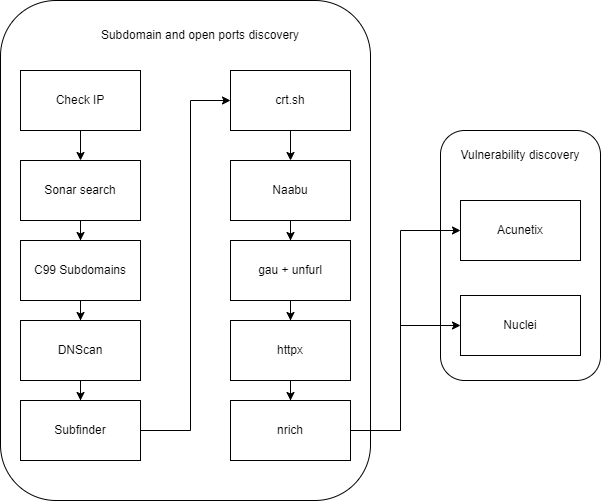 Subdomain and open ports discovery
Check IP
Sonar search
C99 Subdomains
DNScan
Subfinder
crt.sh
Naabu
gau + unfurl
httpx
nrich
Vulnerability discovery
Acunetix
Nuclei